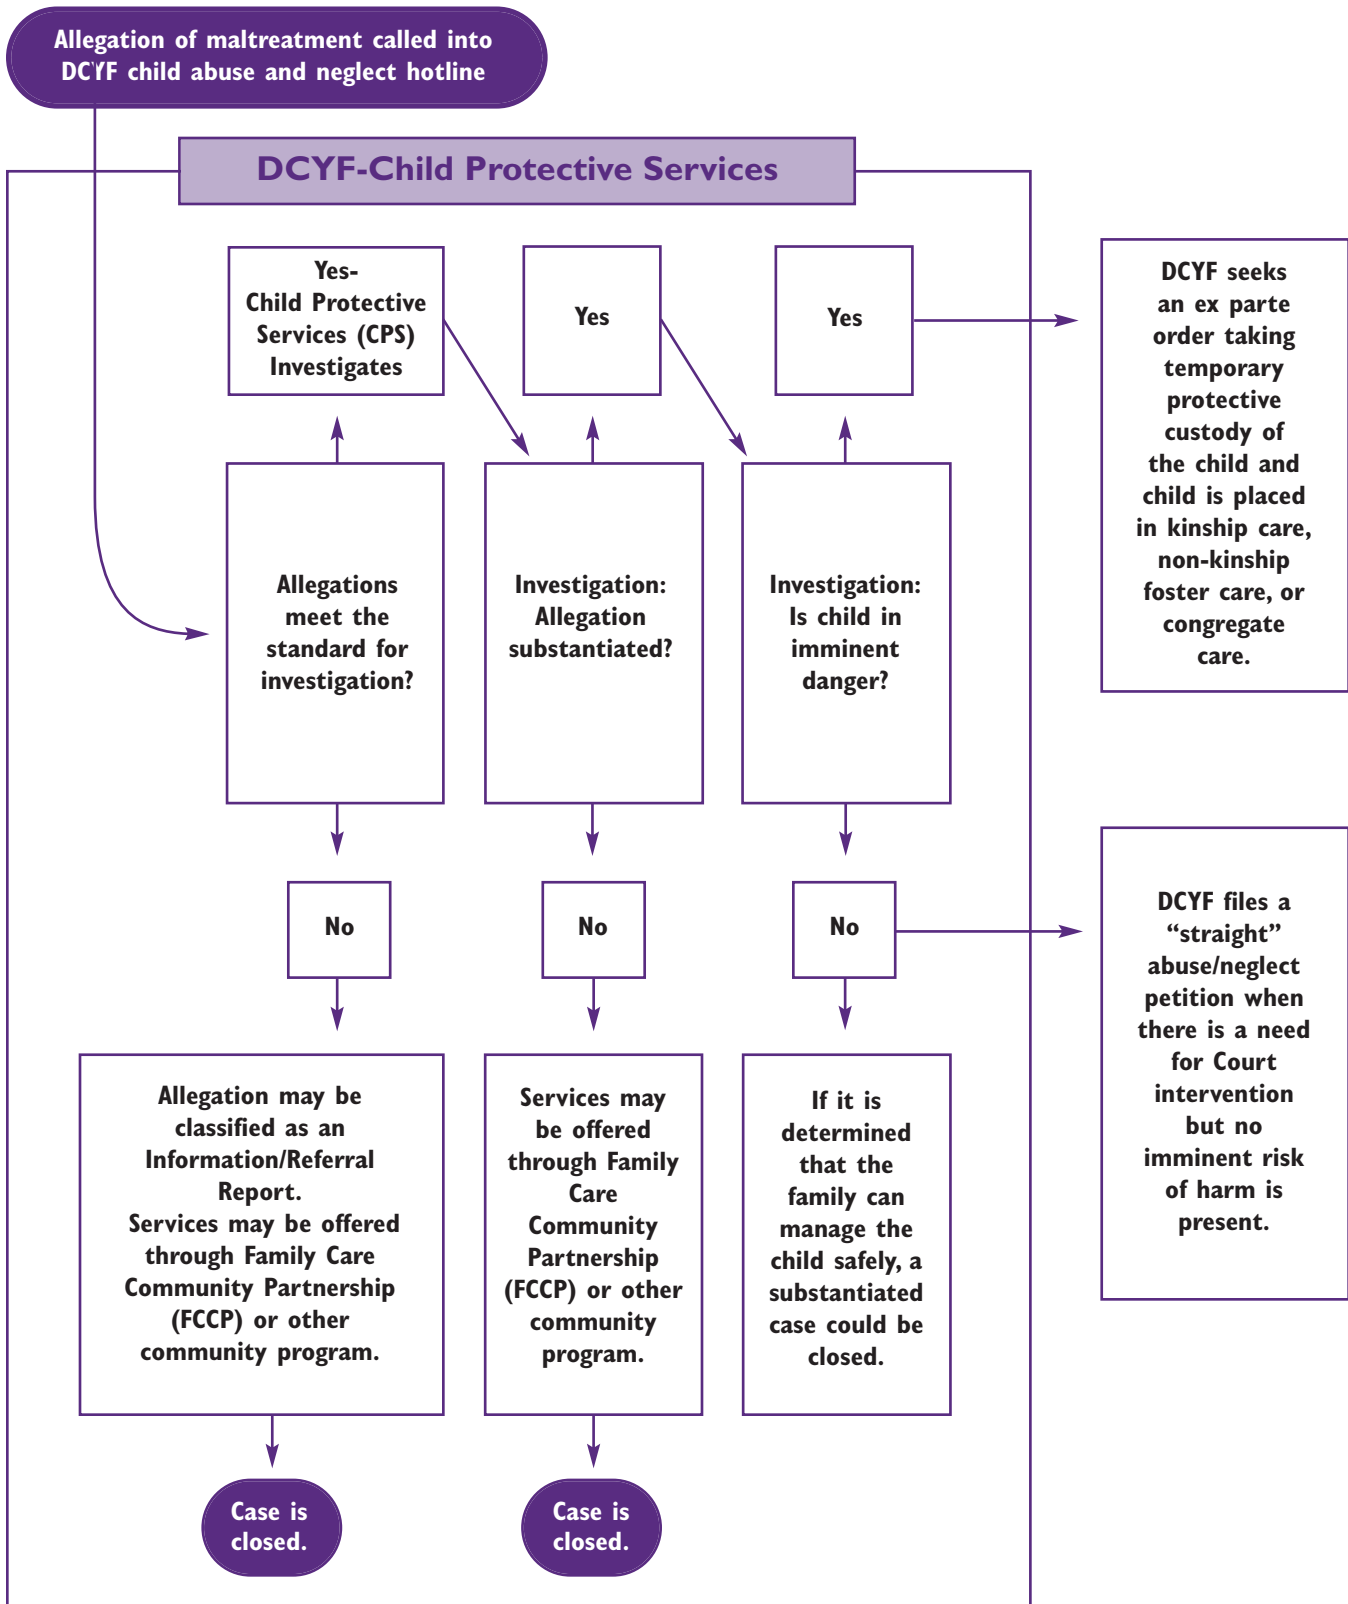 Allegation of maltreatment called into
DCYF child abuse and neglect hotline
DCYF-Child Protective Services
Yes-
Child Protective
Services (CPS)
Investigates
Yes
Yes
DCYF seeks
an ex parte
order taking
temporary
protective
custody of
the child and
child is placed
in kinship care,
non-kinship
foster care, or
congregate
care.
Allegations
meet the
standard for
investigation?
Investigation:
Allegation
substantiated?
Investigation:
Is child in
imminent
danger?
No
No
No
DCYF files a
“straight”
abuse/neglect
petition when
there is a need
for Court
intervention
but no
imminent risk
of harm is
present.
Allegation may be
classified as an
Information/Referral
Report.
Services may be offered
through Family Care
Community Partnership
(FCCP) or other
community program.
Services may
be offered
through Family
Care
Community
Partnership
(FCCP) or other
community
program.
If it is
determined
that the
family can
manage the
child safely, a
substantiated
case could be
closed.
Case is
closed.
Case is
closed.